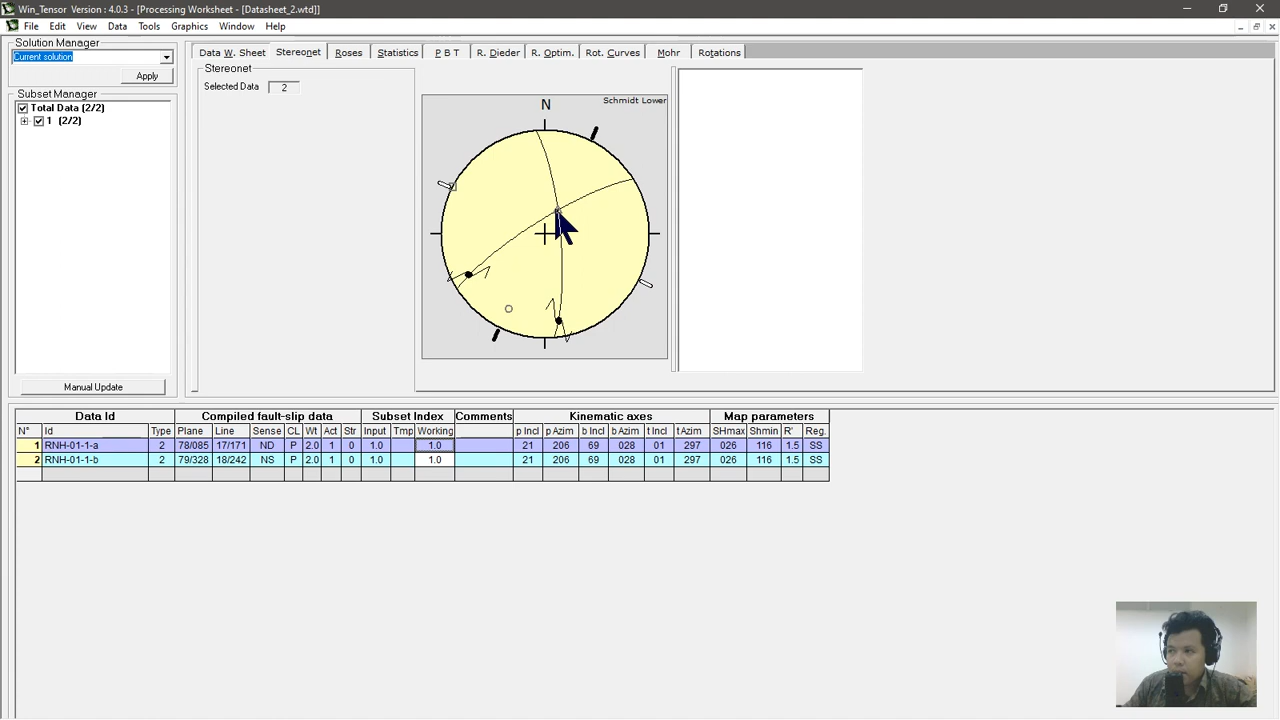 Win_Tensor Version : 4.0.3 - [Processing Worksheet - [Datasheet_2.wtd]]
File Edit View Data Tools Graphics Window Help
Solution Manager
Current solution
Apply
Subset Manager
Total Data (2/2)
1 (2/2)
Manual Update
Data W. Sheet Stereonet Roses Statistics P B T R. Dieder R. Optim. Rot. Curves Mohr Rotations
Stereonet
Selected Data 2
Schmidt Lower
N
Data Id Compiled fault-slip data Subset Index Comments Kinematic axes Map parameters
N° Id Type Plane Line Sense CL Wt Act Str Input Tmp Working p Incl p Azim b Incl b Azim t Incl t Azim SHmax Shmin R' Reg.
1 RNH-01-1-a 2 78/085 17/171 ND P 2.0 1 0 1.0 1.0 21 206 69 028 01 297 026 116 1.5 SS
2 RNH-01-1-b 2 79/328 18/242 NS P 2.0 1 0 1.0 1.0 21 206 69 028 01 297 026 116 1.5 SS